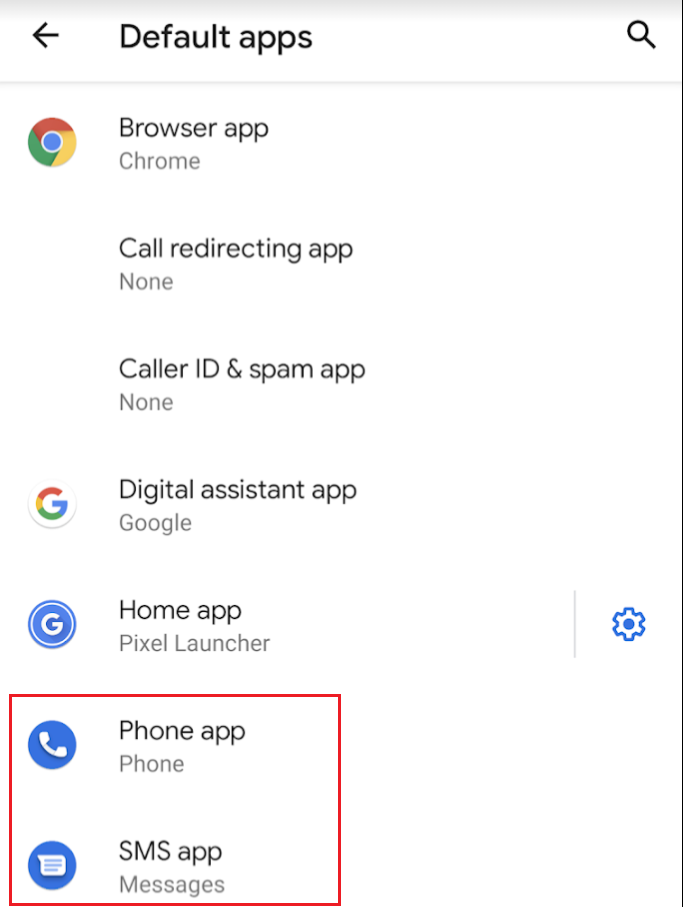 Default apps
Browser app
Chrome
Call redirecting app
None
Caller ID & spam app
None
Digital assistant app
Google
Home app
Pixel Launcher
Phone app
Phone
SMS app
Messages